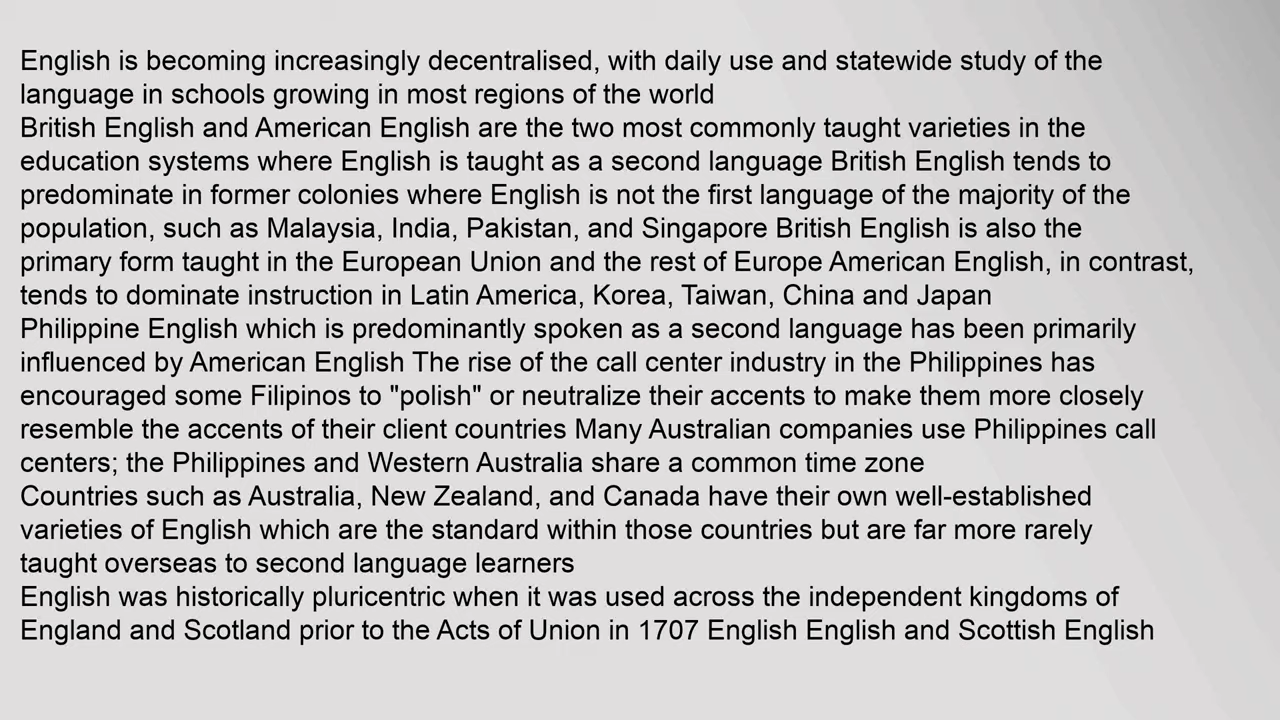 English is becoming increasingly decentralised, with daily use and statewide study of the
language in schools growing in most regions of the world
British English and American English are the two most commonly taught varieties in the
education systems where English is taught as a second language British English tends to
predominate in former colonies where English is not the first language of the majority of the
population, such as Malaysia, India, Pakistan, and Singapore British English is also the
primary form taught in the European Union and the rest of Europe American English, in contrast,
tends to dominate instruction in Latin America, Korea, Taiwan, China and Japan
Philippine English which is predominantly spoken as a second language has been primarily
influenced by American English The rise of the call center industry in the Philippines has
encouraged some Filipinos to "polish" or neutralize their accents to make them more closely
resemble the accents of their client countries Many Australian companies use Philippines call
centers; the Philippines and Western Australia share a common time zone
Countries such as Australia, New Zealand, and Canada have their own well-established
varieties of English which are the standard within those countries but are far more rarely
taught overseas to second language learners
English was historically pluricentric when it was used across the independent kingdoms of
England and Scotland prior to the Acts of Union in 1707 English English and Scottish English